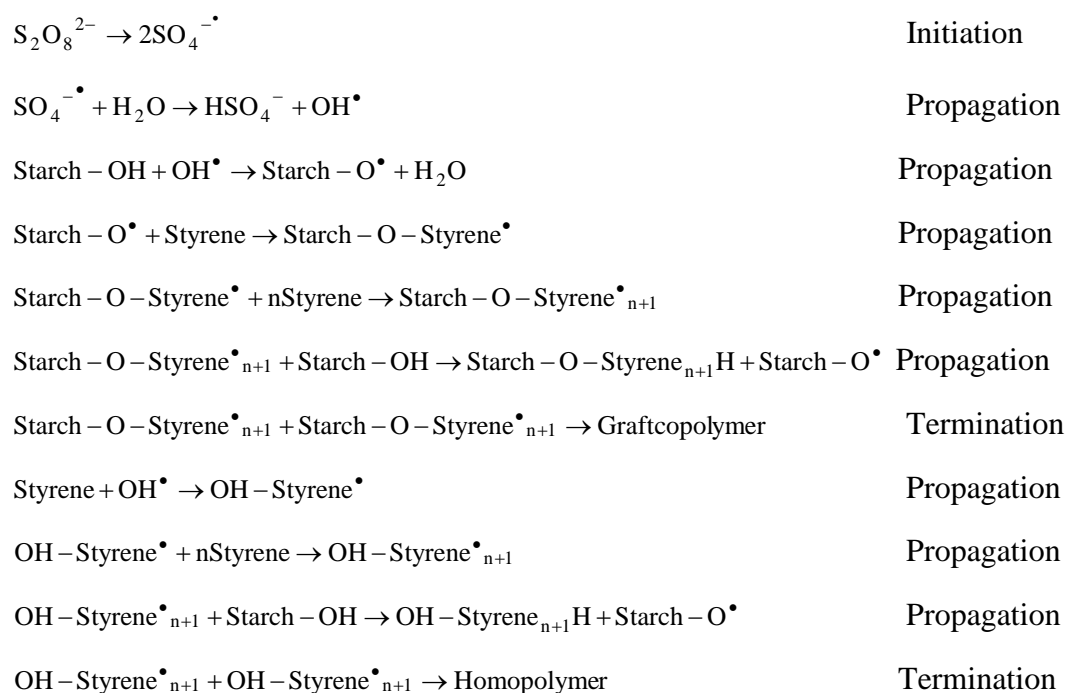 S₂O₈²⁻ → 2SO₄⁻• Initiation
SO₄⁻• + H₂O → HSO₄⁻ + OH• Propagation
Starch – OH + OH• → Starch – O• + H₂O Propagation
Starch – O• + Styrene → Starch – O – Styrene• Propagation
Starch – O – Styrene• + nStyrene → Starch – O – Styrene•ₙ₊₁ Propagation
Starch – O – Styrene•ₙ₊₁ + Starch – OH → Starch – O – Styreneₙ₊₁H + Starch – O• Propagation
Starch – O – Styrene•ₙ₊₁ + Starch – O – Styrene•ₙ₊₁ → Graftcopolymer Termination
Styrene + OH• → OH – Styrene• Propagation
OH – Styrene• + nStyrene → OH – Styrene•ₙ₊₁ Propagation
OH – Styrene•ₙ₊₁ + Starch – OH → OH – Styreneₙ₊₁H + Starch – O• Propagation
OH – Styrene•ₙ₊₁ + OH – Styrene•ₙ₊₁ → Homopolymer Termination